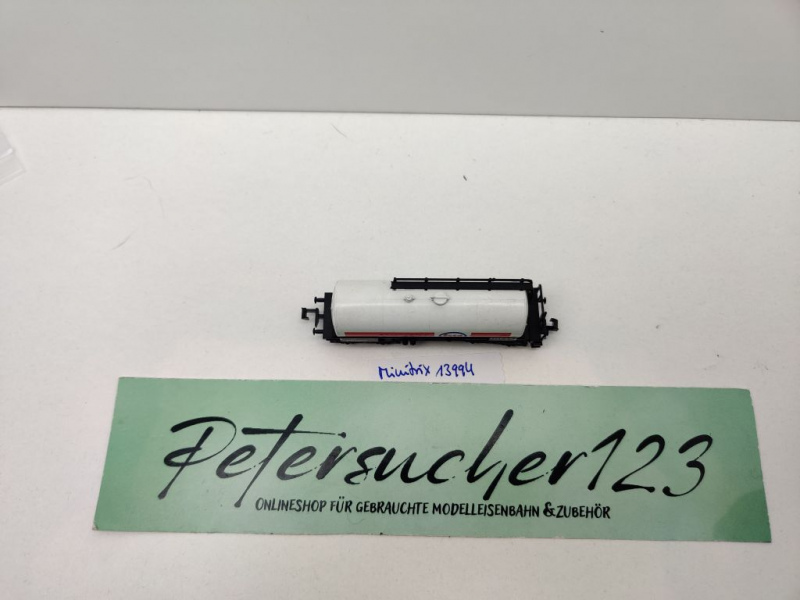 Minitrix 13994
Petersucher123
ONLINESHOP FÜR GEBRAUCHTE MODELLEISENBAHN &ZUBEHÖR